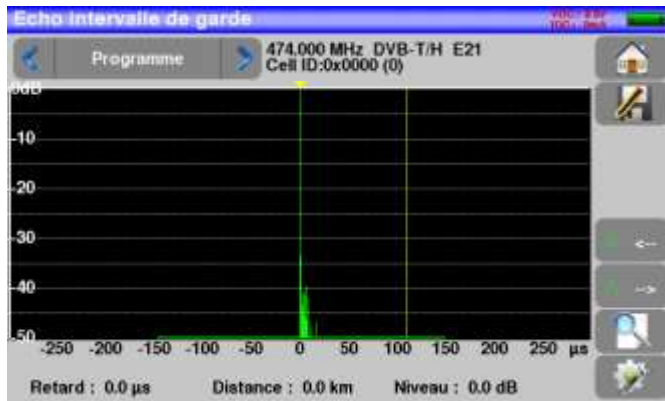 Echo Intervalle de garde
Programme
474.000 MHz DVB-T/H E21
Cell ID:0x0000 (0)
0dB
-10
-20
-30
-40
-50
-250 -200 -150 -100 -50 0 50 100 150 200 250 µs
<--
-->
Retard : 0.0 µs Distance : 0.0 km Niveau : 0.0 dB